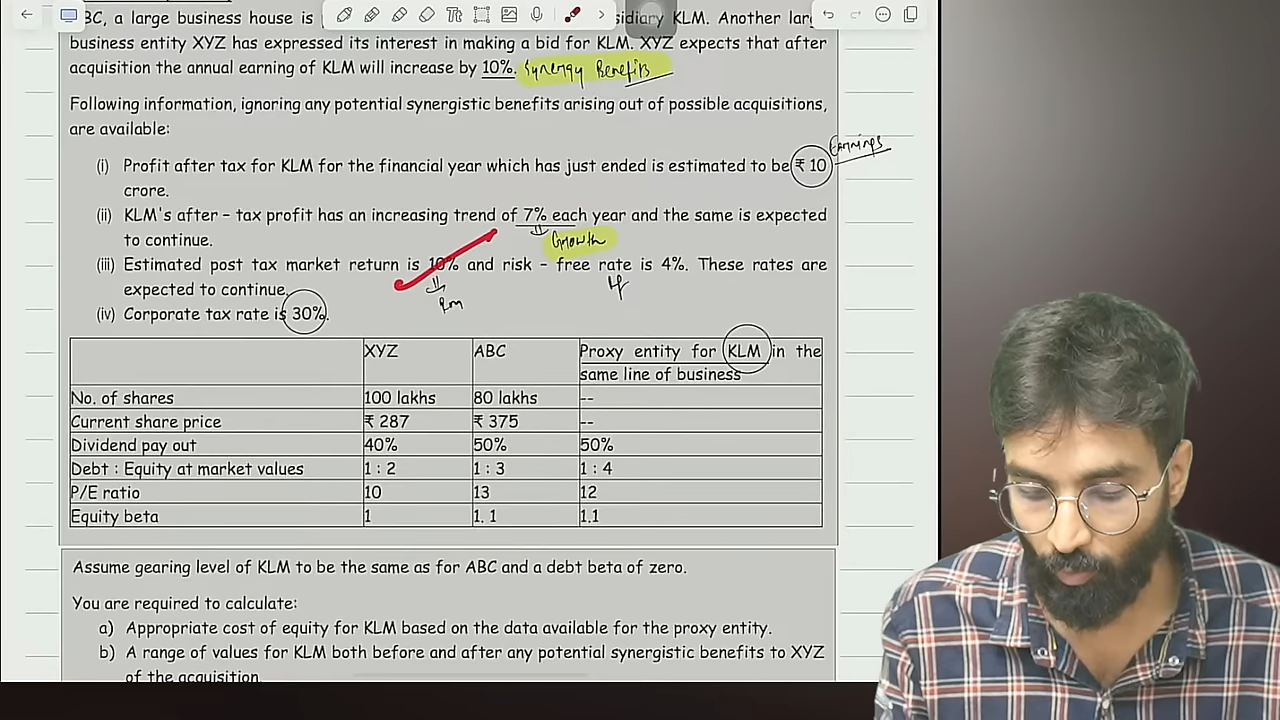 BC, a large business house is sidiary KLM. Another larg
business entity XYZ has expressed its interest in making a bid for KLM. XYZ expects that after
acquisition the annual earning of KLM will increase by 10%. Synergy Benefits
Following information, ignoring any potential synergistic benefits arising out of possible acquisitions,
are available:
Earnings
(i) Profit after tax for KLM for the financial year which has just ended is estimated to be ₹ 10
crore.
(ii) KLM's after – tax profit has an increasing trend of 7% each year and the same is expected
to continue.
Growth
(iii) Estimated post tax market return is 10% and risk – free rate is 4%. These rates are
expected to continue.
Rm
(iv) Corporate tax rate is 30%.
XYZ ABC Proxy entity for KLM in the
same line of business
No. of shares 100 lakhs 80 lakhs --
Current share price ₹ 287 ₹ 375 --
Dividend pay out 40% 50% 50%
Debt : Equity at market values 1 : 2 1 : 3 1 : 4
P/E ratio 10 13 12
Equity beta 1 1. 1 1.1
Assume gearing level of KLM to be the same as for ABC and a debt beta of zero.
You are required to calculate:
a) Appropriate cost of equity for KLM based on the data available for the proxy entity.
b) A range of values for KLM both before and after any potential synergistic benefits to XYZ
of the acquisition.